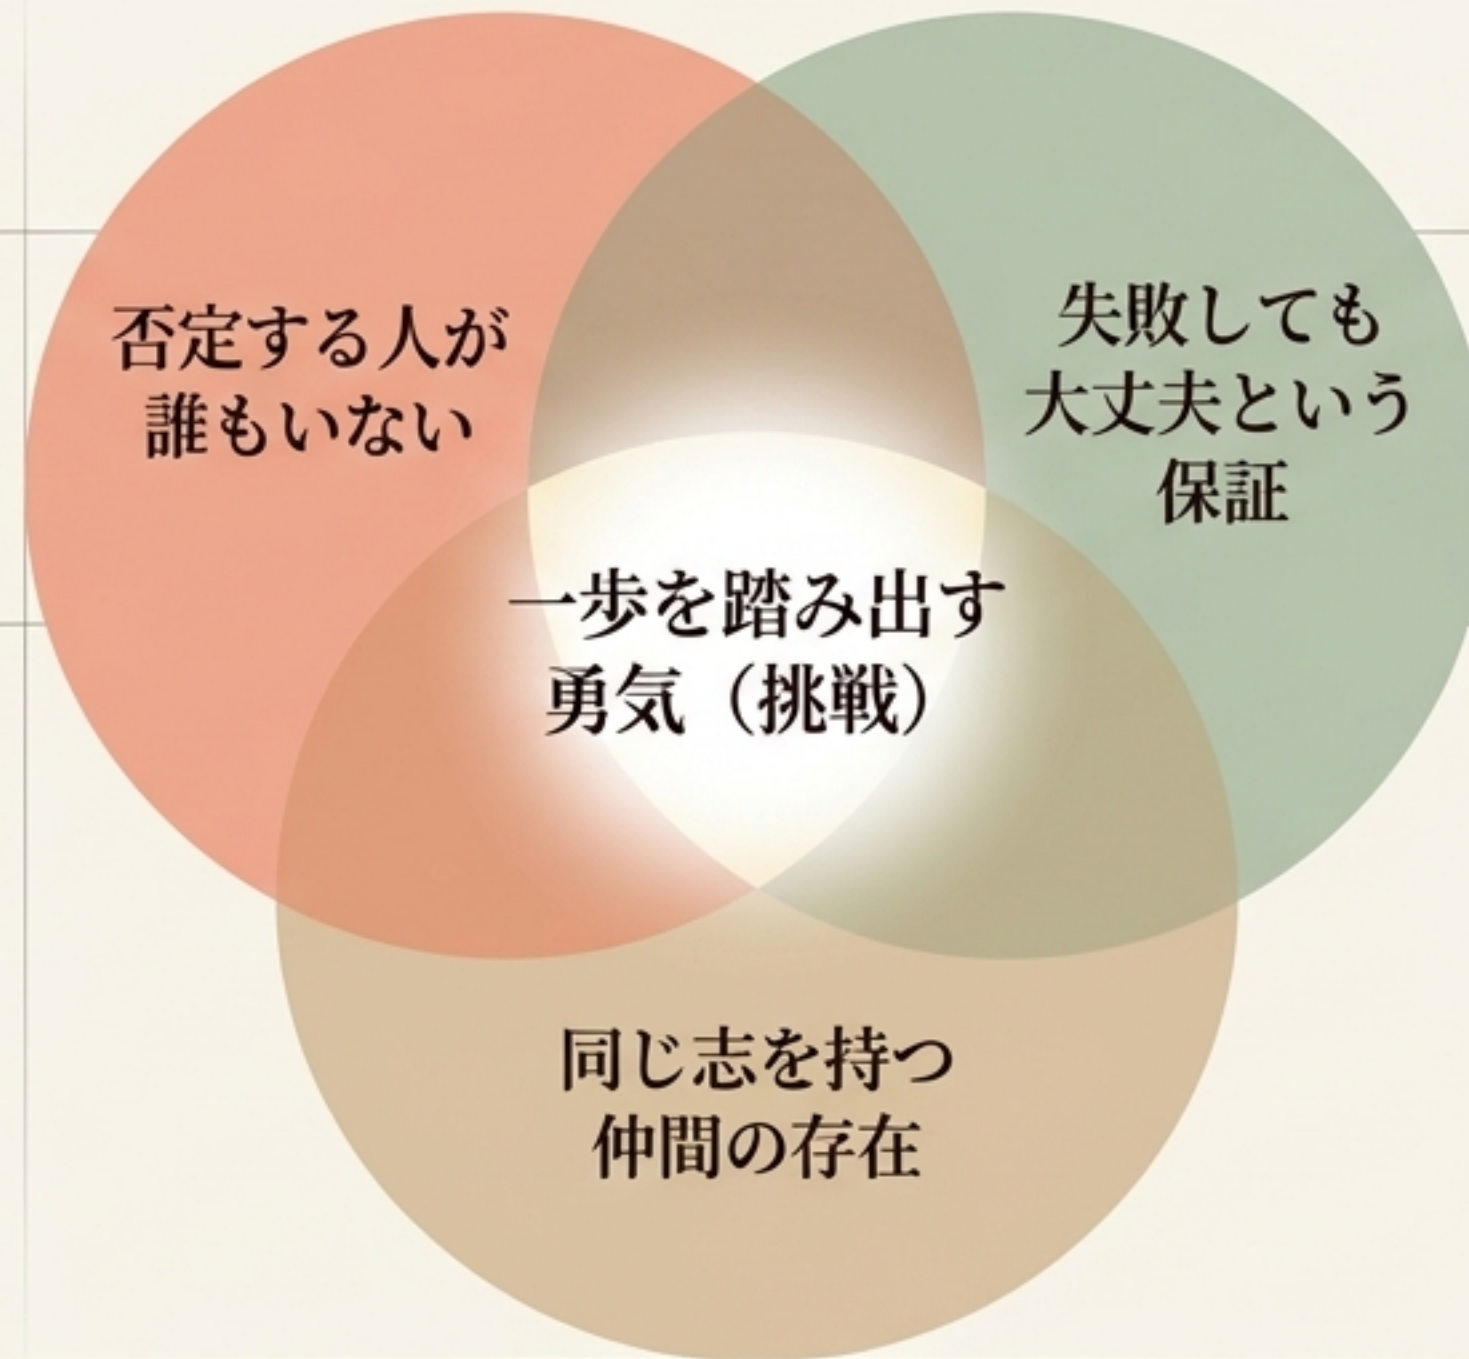 否定する人が
誰もいない
失敗しても
大丈夫という
保証
一歩を踏み出す
勇気（挑戦）
同じ志を持つ
仲間の存在